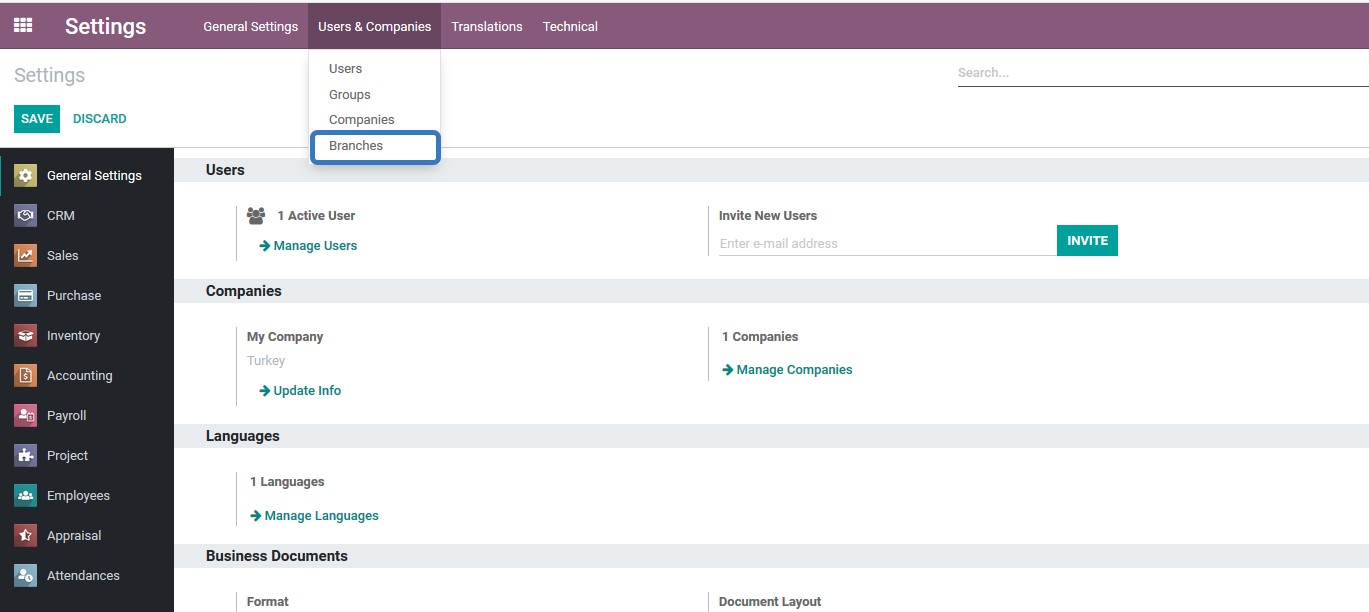 Settings General Settings Users & Companies Translations Technical
Settings
Search...
SAVE DISCARD
Users
Groups
Companies
Branches
General Settings
CRM
Sales
Purchase
Inventory
Accounting
Payroll
Project
Employees
Appraisal
Attendances
Users
1 Active User
Manage Users
Invite New Users
Enter e-mail address INVITE
Companies
My Company
Turkey
Update Info
1 Companies
Manage Companies
Languages
1 Languages
Manage Languages
Business Documents
Format Document Layout